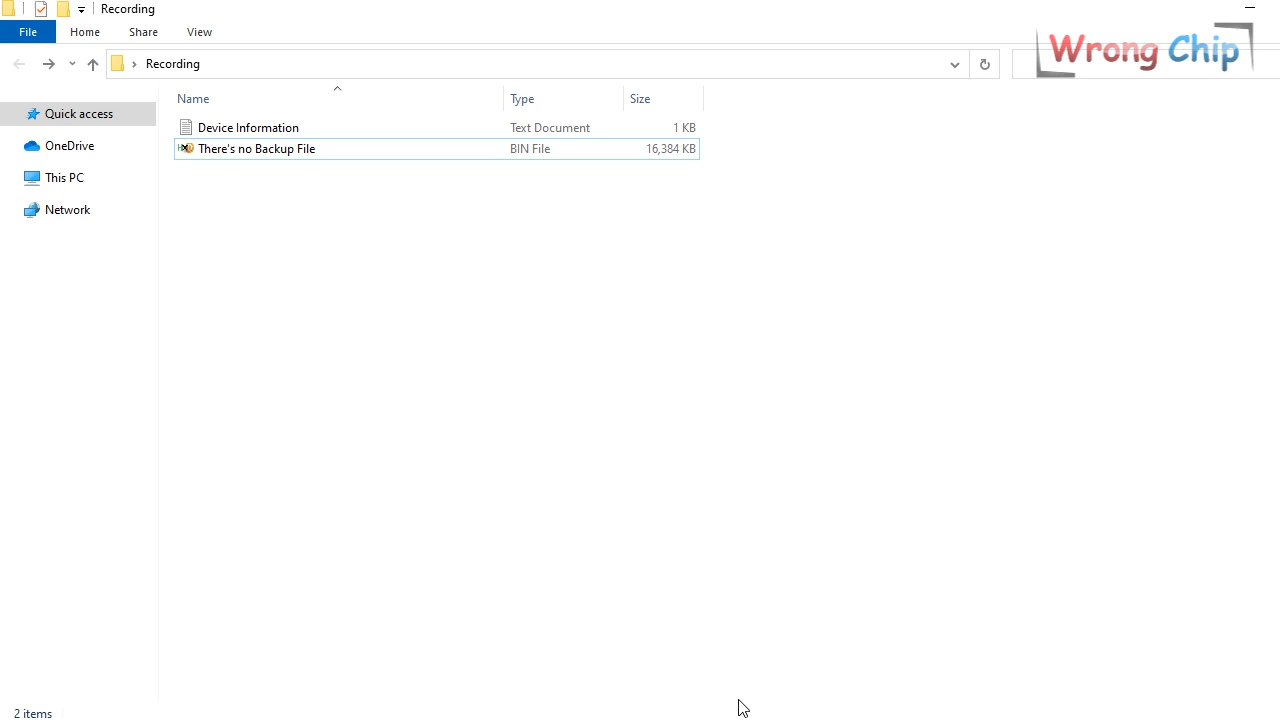 Recording
File Home Share View
Wrong Chip
Recording
Name Type Size
Quick access
Device Information Text Document 1 KB
OneDrive
There's no Backup File BIN File 16,384 KB
This PC
Network
2 items